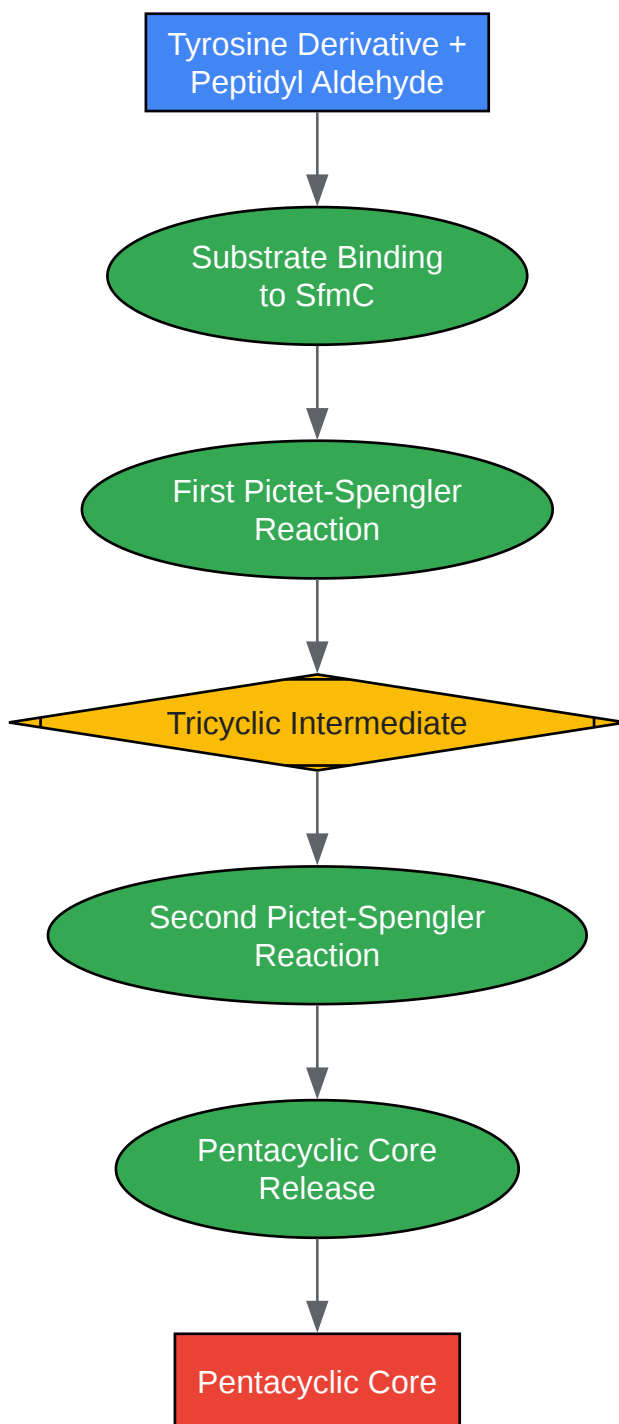 Tyrosine Derivative +
Peptidyl Aldehyde
Substrate Binding
to SfmC
First Pictet-Spengler
Reaction
Tricyclic Intermediate
Second Pictet-Spengler
Reaction
Pentacyclic Core
Release
Pentacyclic Core